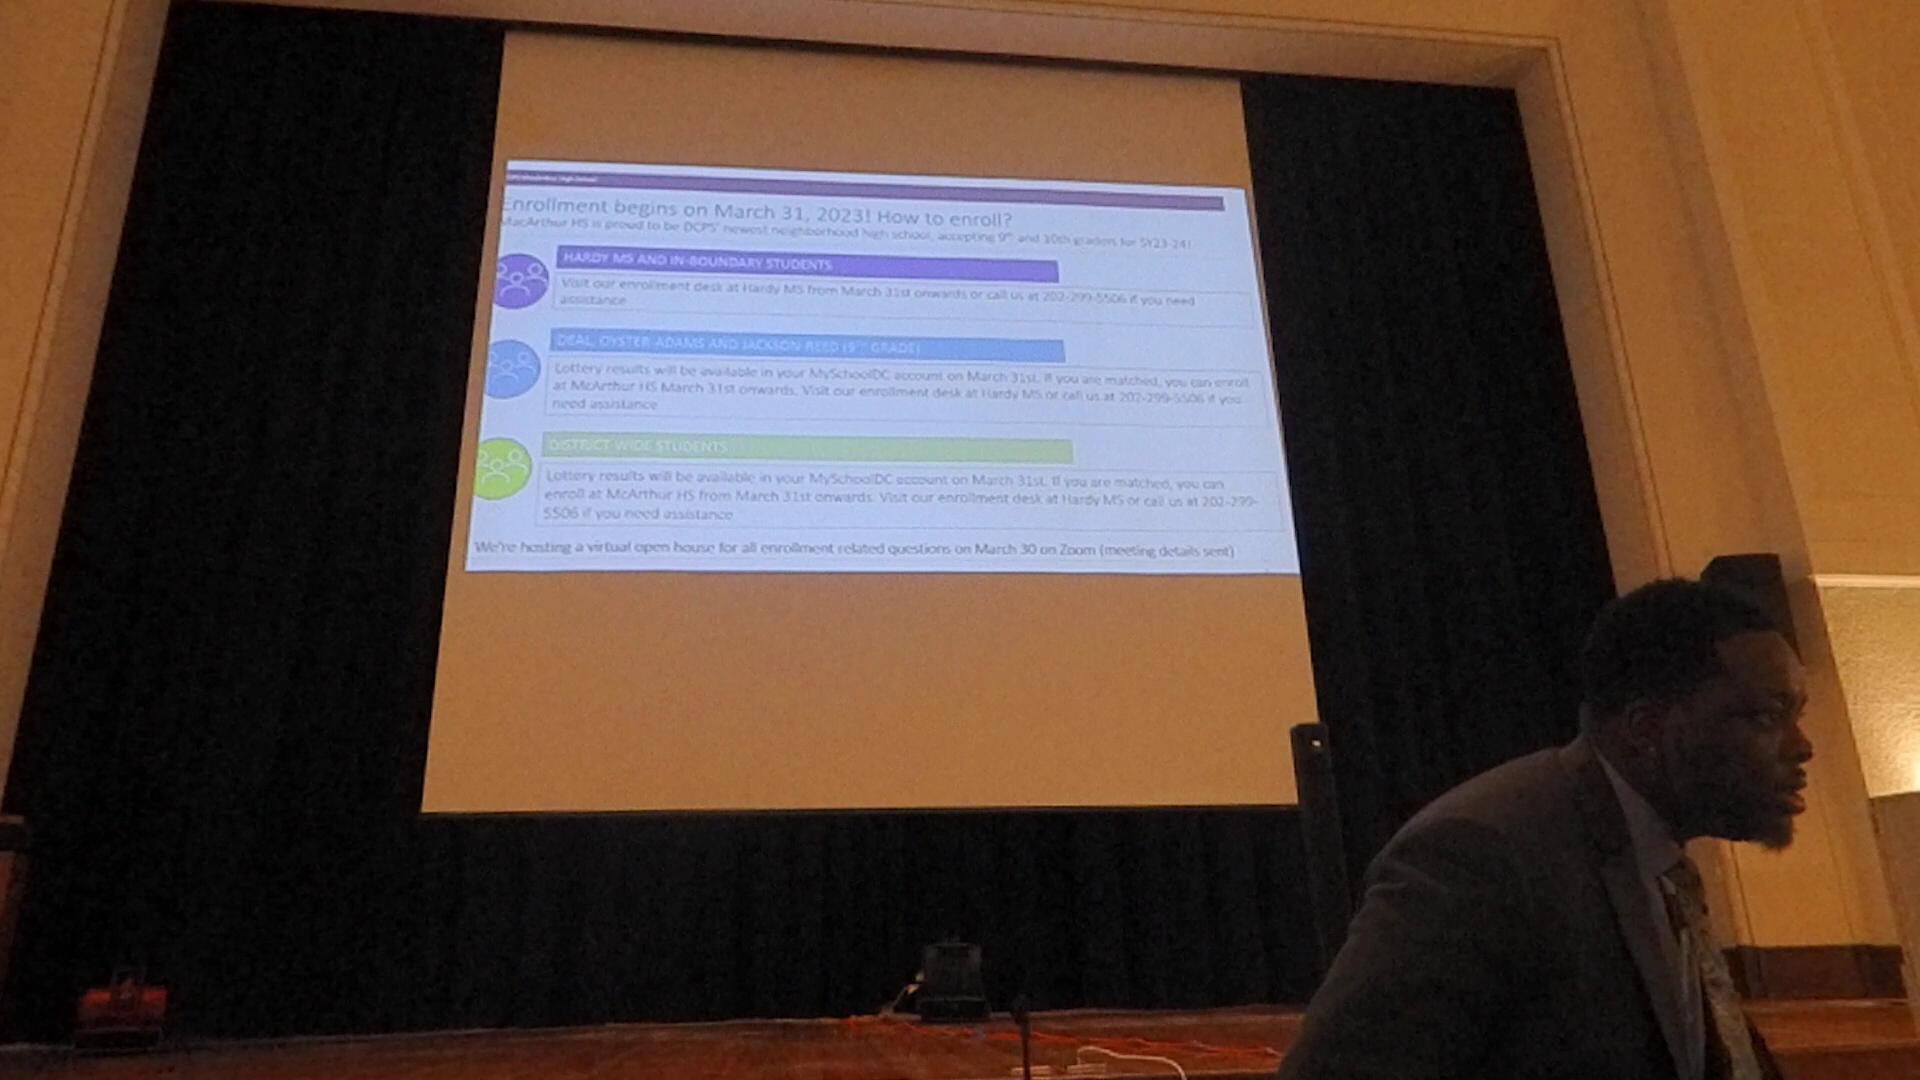 Enrollment begins on March 31, 2023! How to enroll?
MacArthur HS is proud to be DCPS' newest neighborhood high school, accepting 9th and 10th graders for SY23-24!
HARDY MS AND IN-BOUNDARY STUDENTS
Visit our enrollment desk at Hardy MS from March 31st onwards or call us at 202-299-5506 if you need
assistance
DEAL, OYSTER-ADAMS AND JACKSON REED (9TH GRADE)
Lottery results will be available in your MySchoolDC account on March 31st. If you are matched, you can enroll
at McArthur HS March 31st onwards. Visit our enrollment desk at Hardy MS or call us at 202-299-5506 if you
need assistance
DISTRICT-WIDE STUDENTS
Lottery results will be available in your MySchoolDC account on March 31st. If you are matched, you can
enroll at McArthur HS from March 31st onwards. Visit our enrollment desk at Hardy MS or call us at 202-299-
5506 if you need assistance
We're hosting a virtual open house for all enrollment related questions on March 30 on Zoom (meeting details sent)